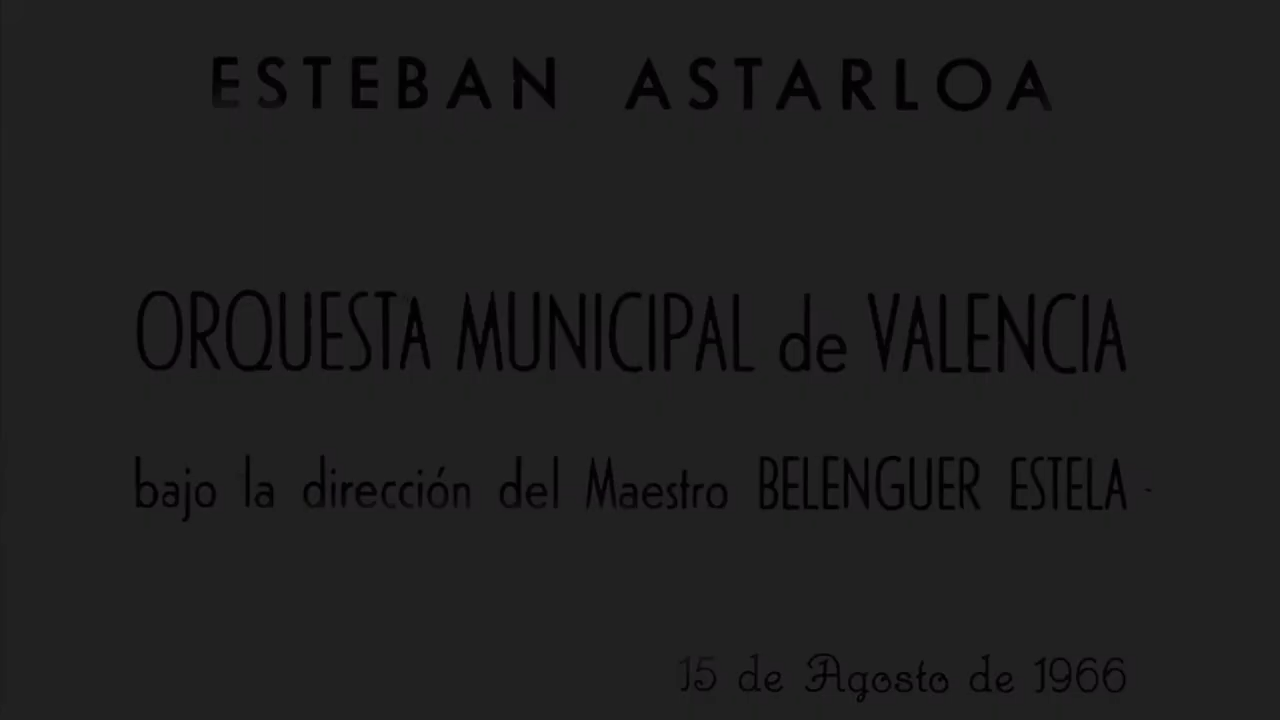 ESTEBAN ASTARLOA
ORQUESTA MUNICIPAL de VALENCIA
bajo la dirección del Maestro BELENGUER ESTELA
15 de Agosto de 1966